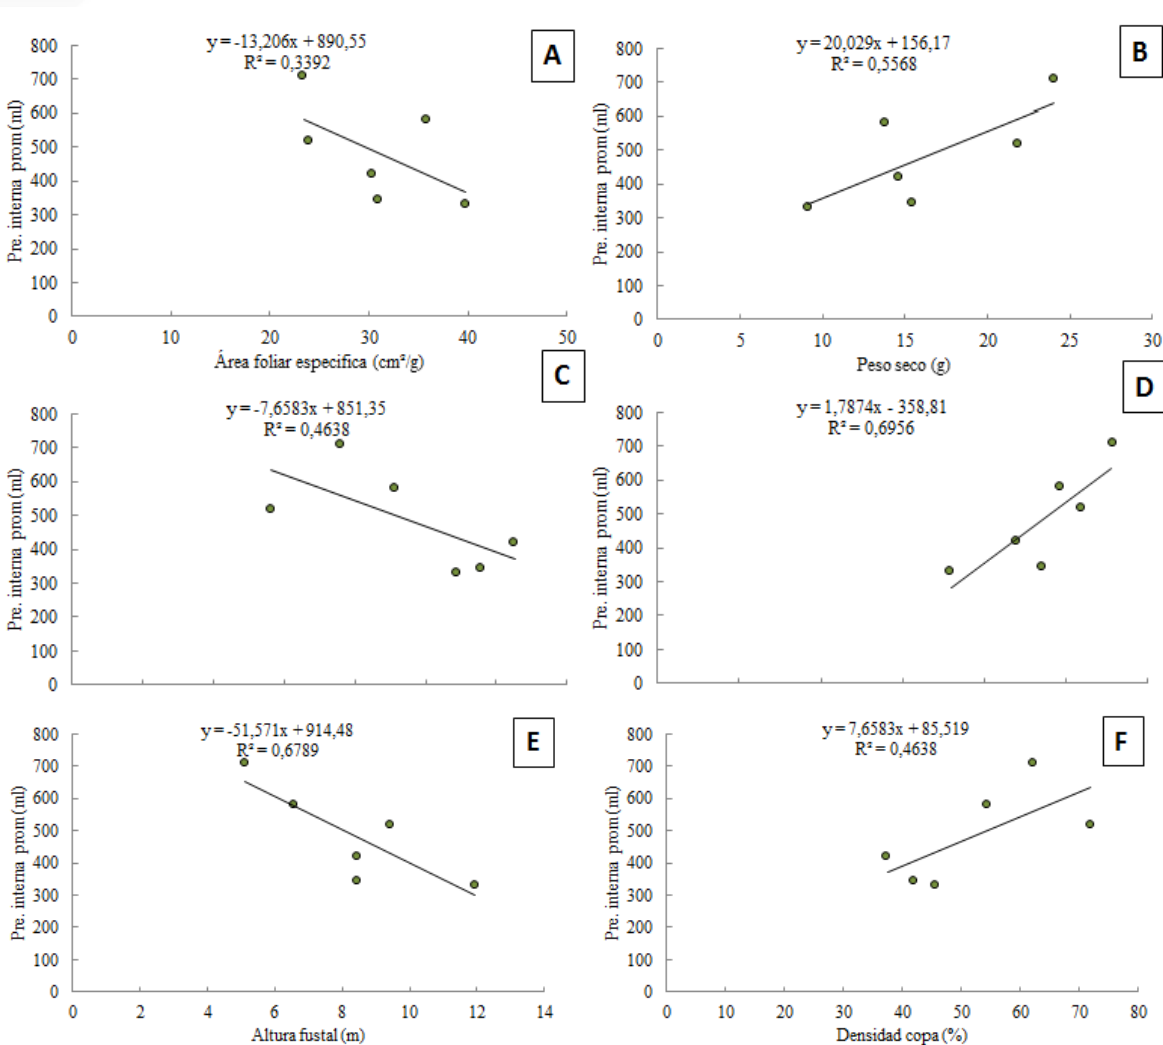 y = -13,206x + 890,55
R² = 0,3392
A
Pre. interna prom (ml)
800
700
600
500
400
300
200
100
0
0 10 20 30 40 50
Área foliar especifica (cm²/g)
y = 20,029x + 156,17
R² = 0,5568
B
Pre. interna prom (ml)
800
700
600
500
400
300
200
100
0
0 5 10 15 20 25 30
Peso seco (g)
y = -7,6583x + 851,35
R² = 0,4638
C
Pre. interna prom (ml)
800
700
600
500
400
300
200
100
0
y = 1,7874x - 358,81
R² = 0,6956
D
Pre. interna prom (ml)
800
700
600
500
400
300
200
100
0
y = -51,571x + 914,48
R² = 0,6789
E
Pre. interna prom (ml)
800
700
600
500
400
300
200
100
0
0 2 4 6 8 10 12 14
Altura fustal (m)
y = 7,6583x + 85,519
R² = 0,4638
F
Pre. interna prom (ml)
800
700
600
500
400
300
200
100
0
0 10 20 30 40 50 60 70 80
Densidad copa (%)